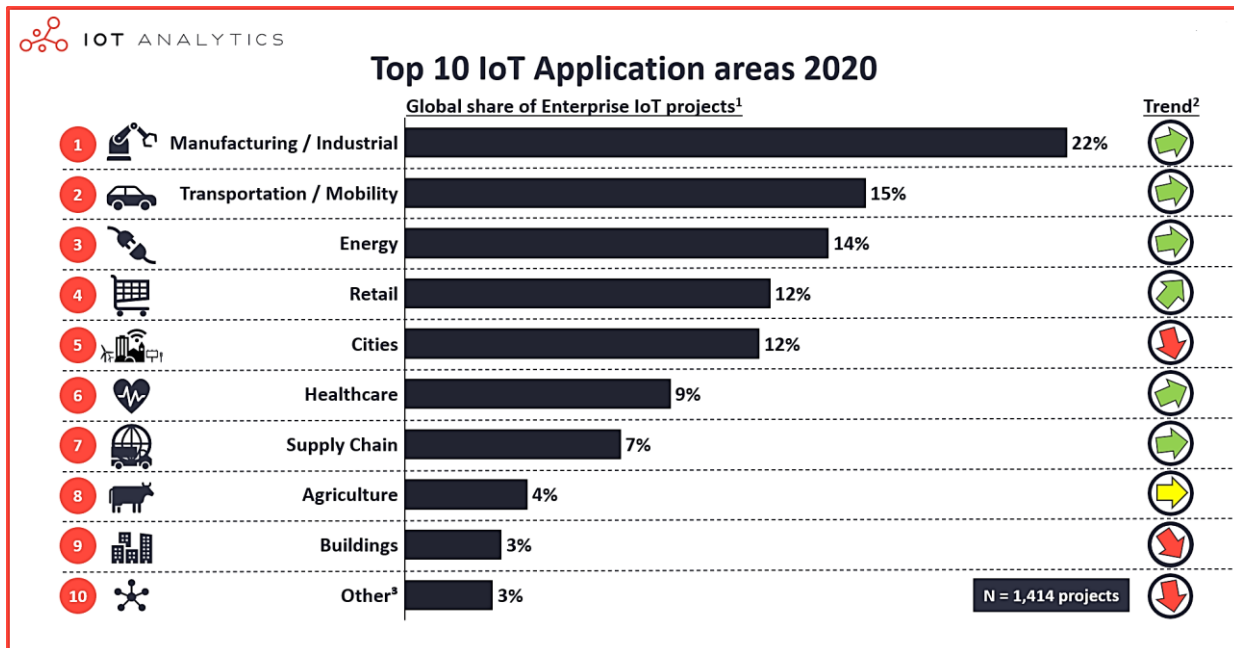 IOT ANALYTICS
Top 10 IoT Application areas 2020
Global share of Enterprise IoT projects¹ Trend²
1 Manufacturing / Industrial 22%
2 Transportation / Mobility 15%
3 Energy 14%
4 Retail 12%
5 Cities 12%
6 Healthcare 9%
7 Supply Chain 7%
8 Agriculture 4%
9 Buildings 3%
10 Other³ 3% N = 1,414 projects